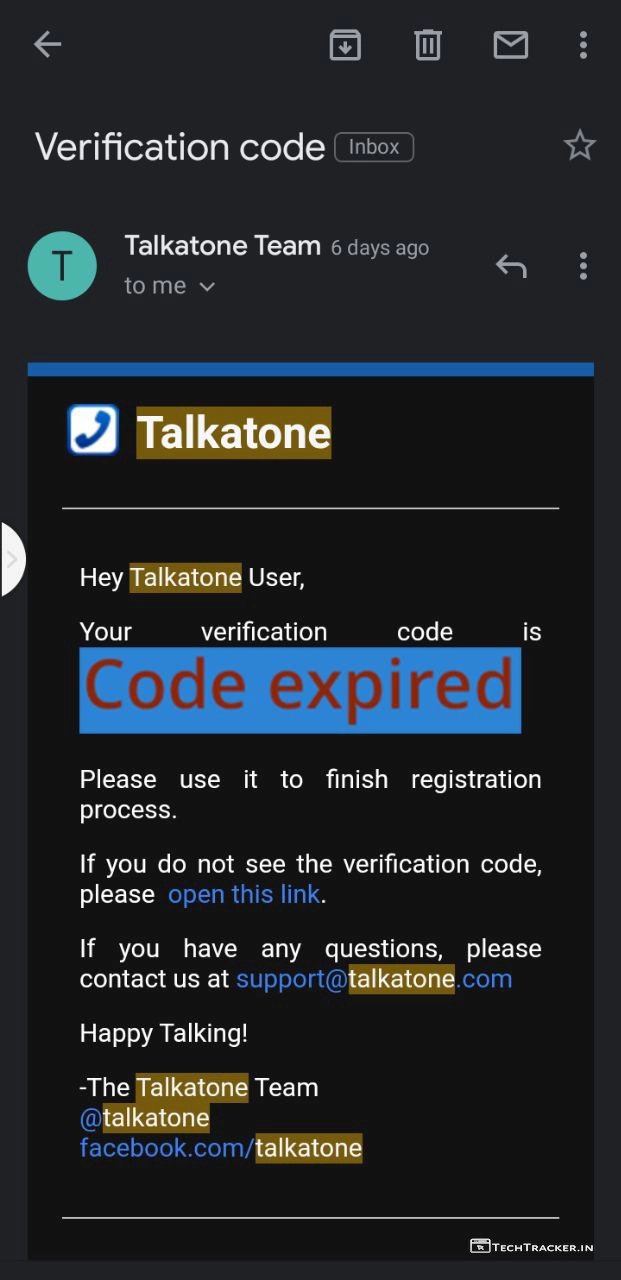 Verification code Inbox
Talkatone Team 6 days ago
to me
T
Talkatone
Hey Talkatone User,
Your verification code is
Code expired
Please use it to finish registration
process.
If you do not see the verification code,
please open this link.
If you have any questions, please
contact us at support@talkatone.com
Happy Talking!
-The Talkatone Team
@talkatone
facebook.com/talkatone
TECHTRACKER.IN